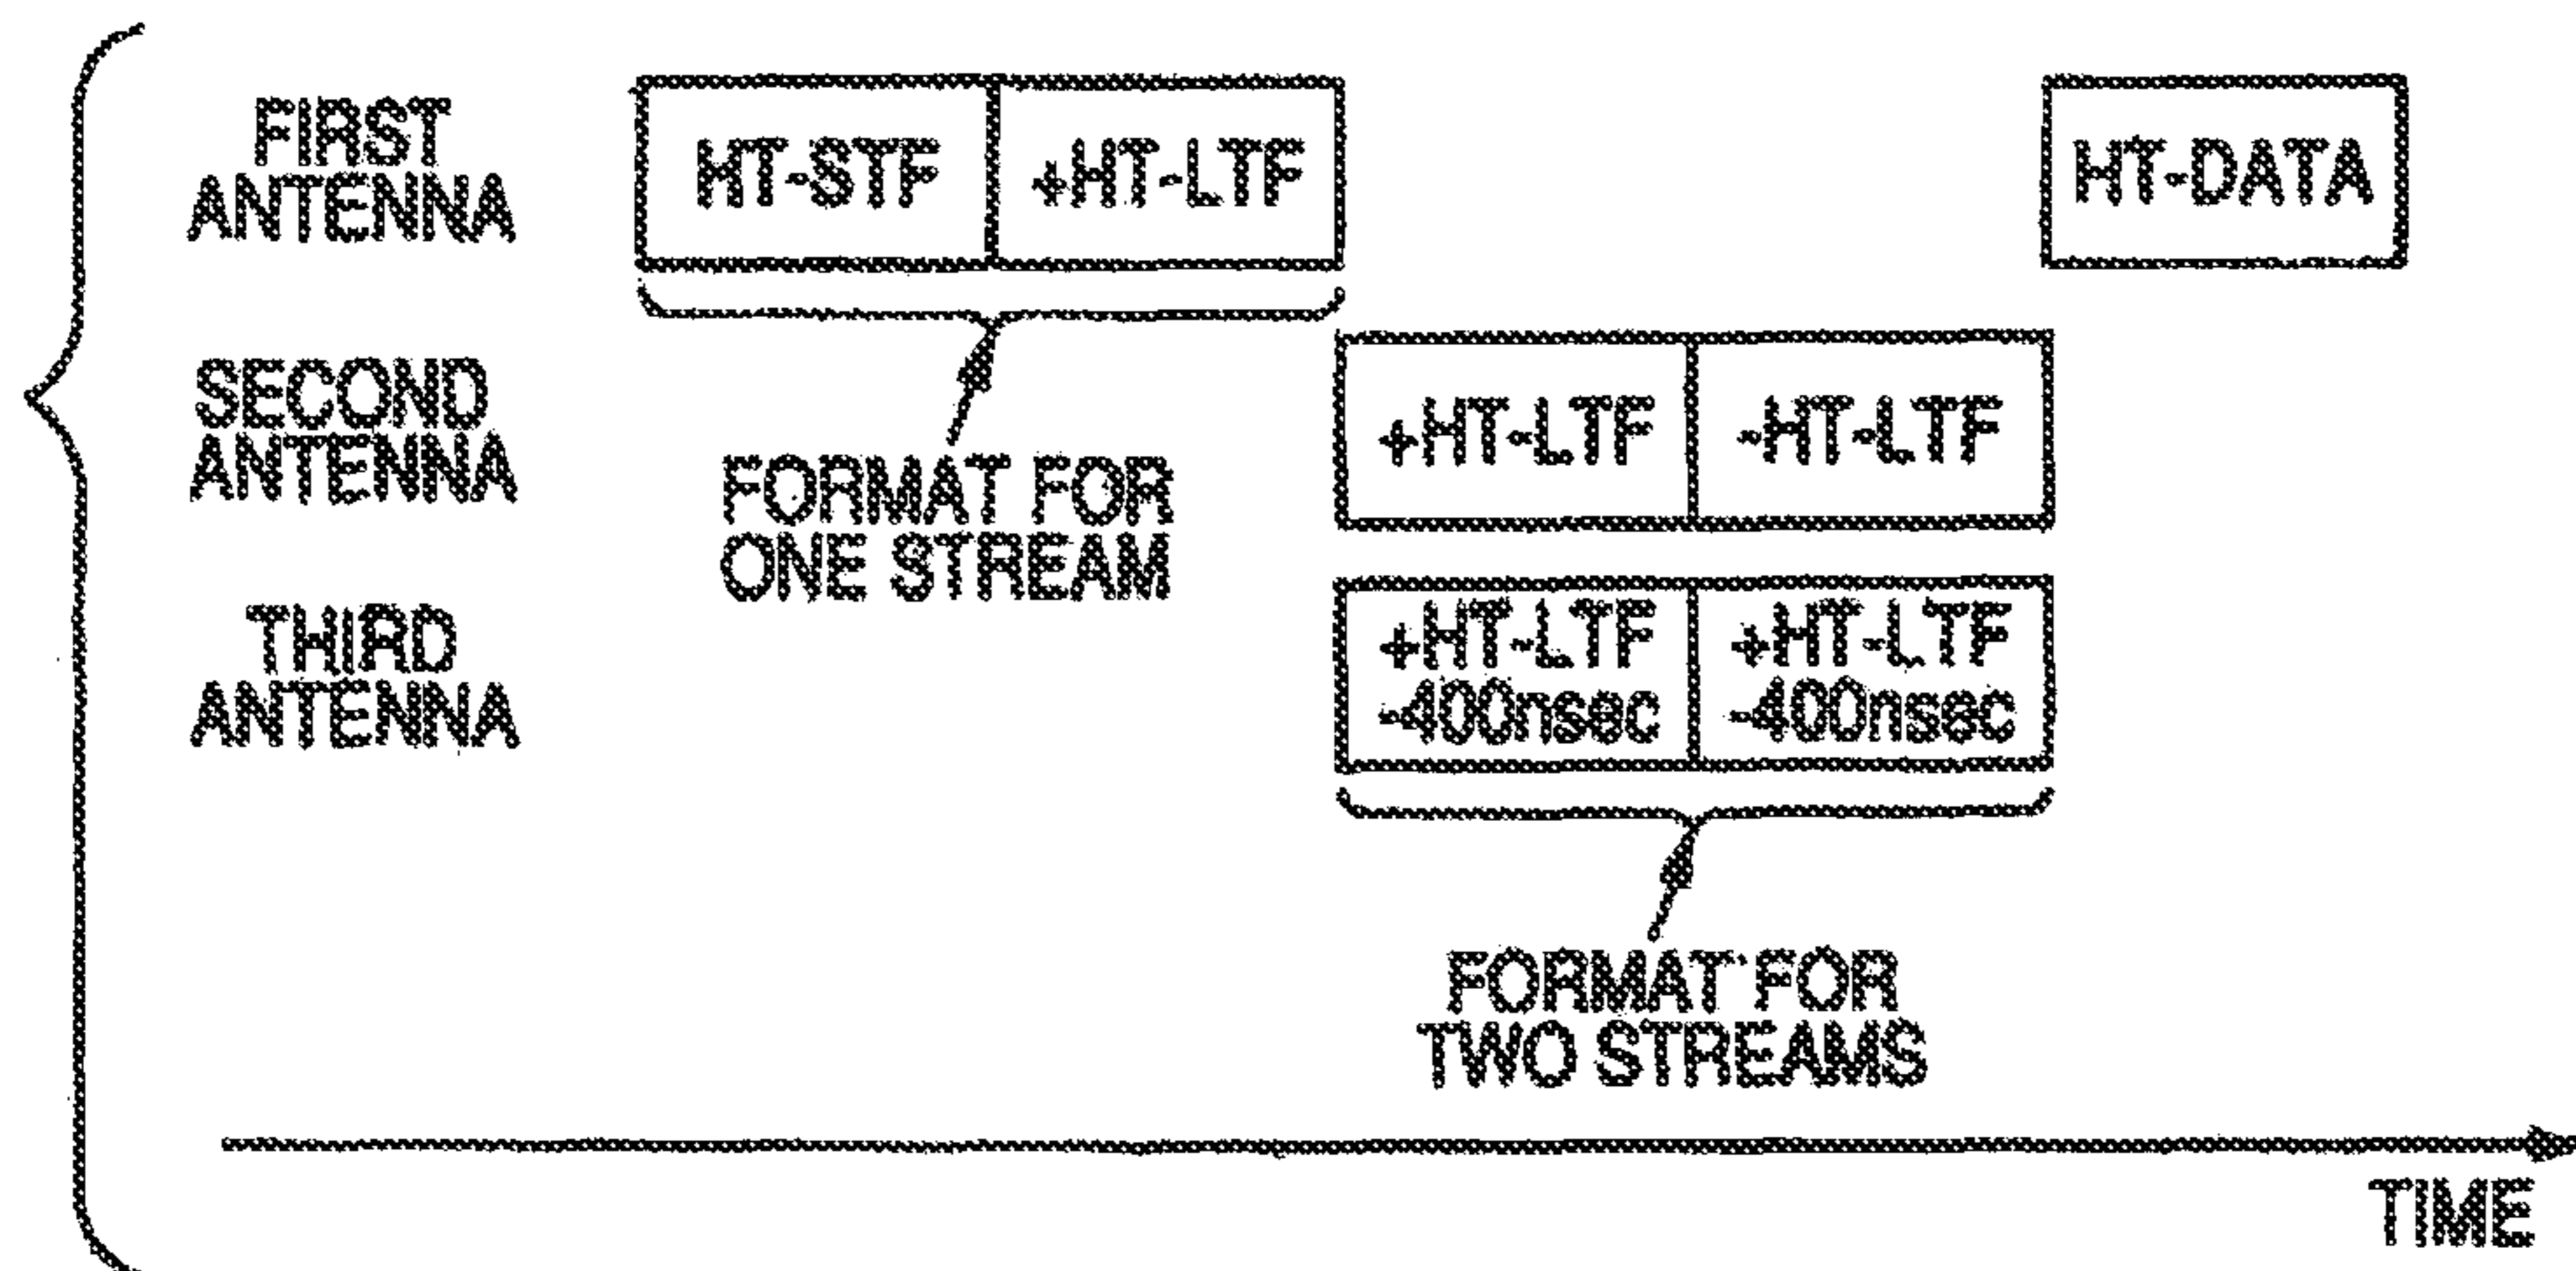 FIRST
ANTENNA
HT-STF
+HT-LTF
HT-DATA
FORMAT FOR
ONE STREAM
SECOND
ANTENNA
+HT-LTF
-HT-LTF
THIRD
ANTENNA
+HT-LTF
-400nsec
+HT-LTF
-400nsec
FORMAT FOR
TWO STREAMS
TIME